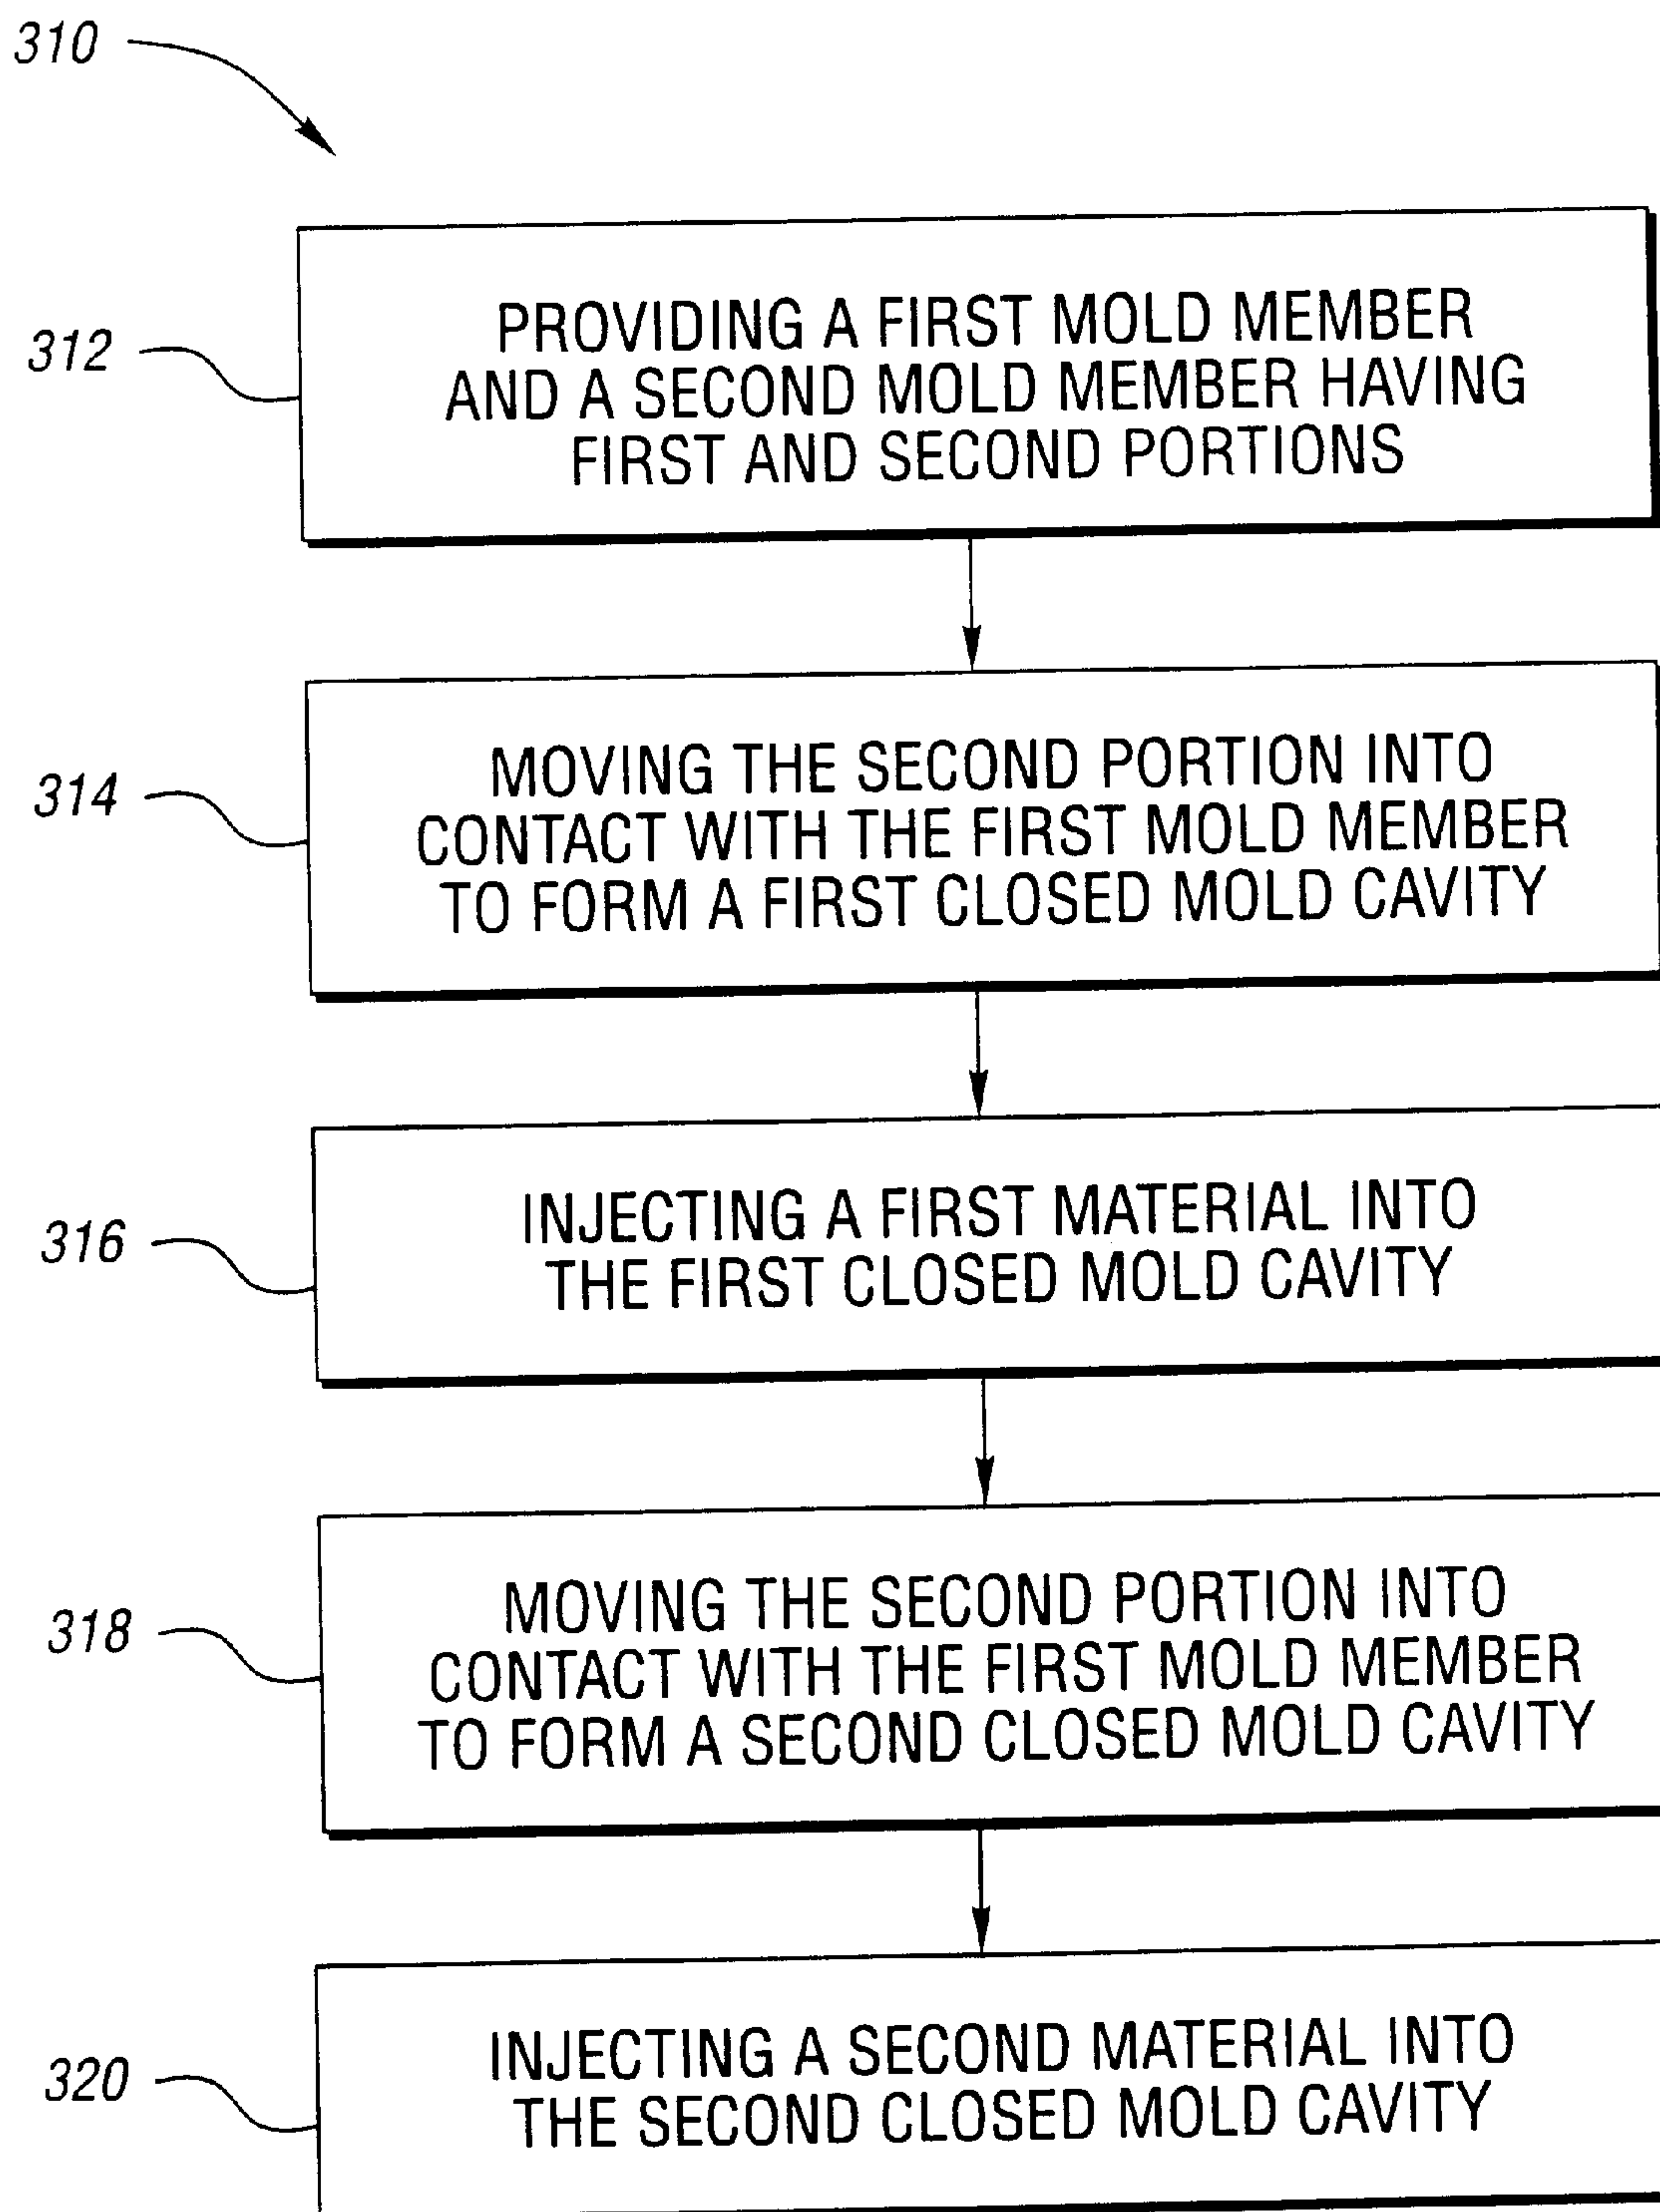 310
312
PROVIDING A FIRST MOLD MEMBER
AND A SECOND MOLD MEMBER HAVING
FIRST AND SECOND PORTIONS
314
MOVING THE SECOND PORTION INTO
CONTACT WITH THE FIRST MOLD MEMBER
TO FORM A FIRST CLOSED MOLD CAVITY
316
INJECTING A FIRST MATERIAL INTO
THE FIRST CLOSED MOLD CAVITY
318
MOVING THE SECOND PORTION INTO
CONTACT WITH THE FIRST MOLD MEMBER
TO FORM A SECOND CLOSED MOLD CAVITY
320
INJECTING A SECOND MATERIAL INTO
THE SECOND CLOSED MOLD CAVITY